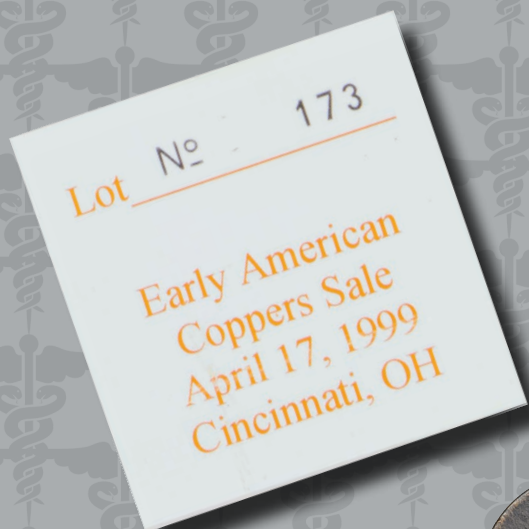 Lot Nº 173
Early American
Coppers Sale
April 17, 1999
Cincinnati, OH